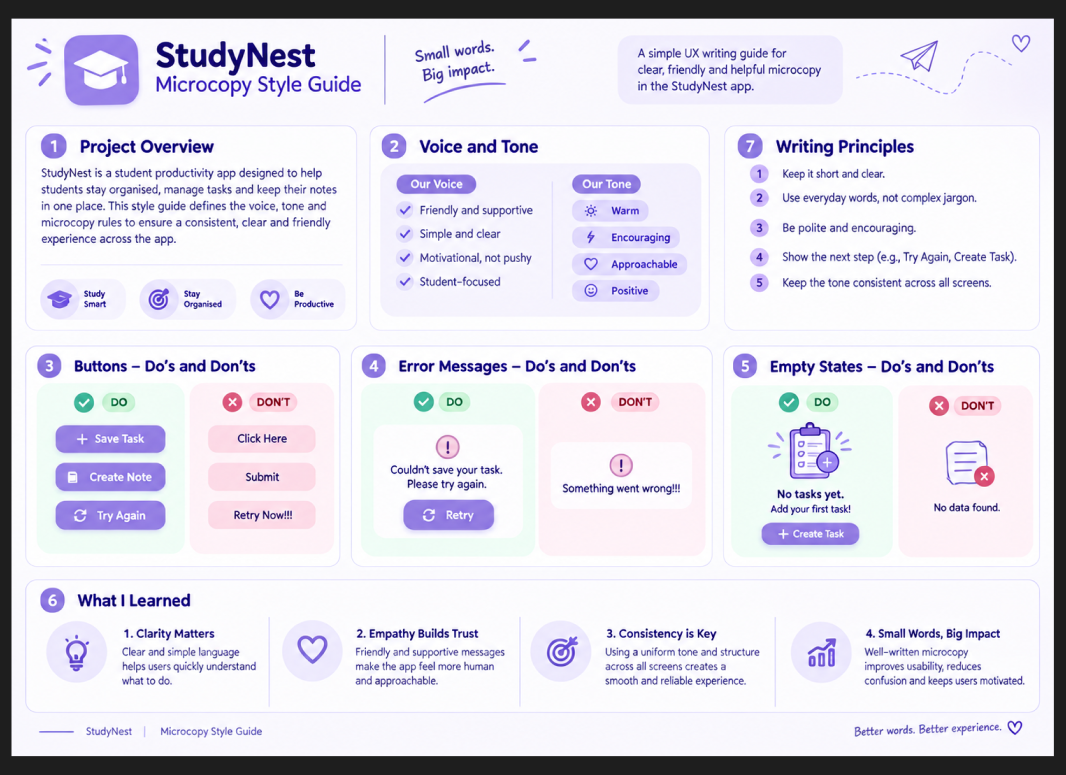 StudyNest
Microcopy Style Guide
Small words.
Big impact.
A simple UX writing guide for
clear, friendly and helpful microcopy
in the StudyNest app.
1 Project Overview
StudyNest is a student productivity app designed to help
students stay organised, manage tasks and keep their notes
in one place. This style guide defines the voice, tone and
microcopy rules to ensure a consistent, clear and friendly
experience across the app.
Study
Smart
Stay
Organised
Be
Productive
2 Voice and Tone
Our Voice
Friendly and supportive
Simple and clear
Motivational, not pushy
Student-focused
Our Tone
Warm
Encouraging
Approachable
Positive
7 Writing Principles
1 Keep it short and clear.
2 Use everyday words, not complex jargon.
3 Be polite and encouraging.
4 Show the next step (e.g., Try Again, Create Task).
5 Keep the tone consistent across all screens.
3 Buttons – Do's and Don'ts
DO
+ Save Task
Create Note
Try Again
DON'T
Click Here
Submit
Retry Now!!!
4 Error Messages – Do's and Don'ts
DO
!
Couldn't save your task.
Please try again.
Retry
DON'T
!
Something went wrong!!!
5 Empty States – Do's and Don'ts
DO
No tasks yet.
Add your first task!
+ Create Task
DON'T
No data found.
6 What I Learned
1. Clarity Matters
Clear and simple language
helps users quickly understand
what to do.
2. Empathy Builds Trust
Friendly and supportive messages
make the app feel more human
and approachable.
3. Consistency is Key
Using a uniform tone and structure
across all screens creates a
smooth and reliable experience.
4. Small Words, Big Impact
Well-written microcopy
improves usability, reduces
confusion and keeps users motivated.
StudyNest | Microcopy Style Guide
Better words. Better experience.